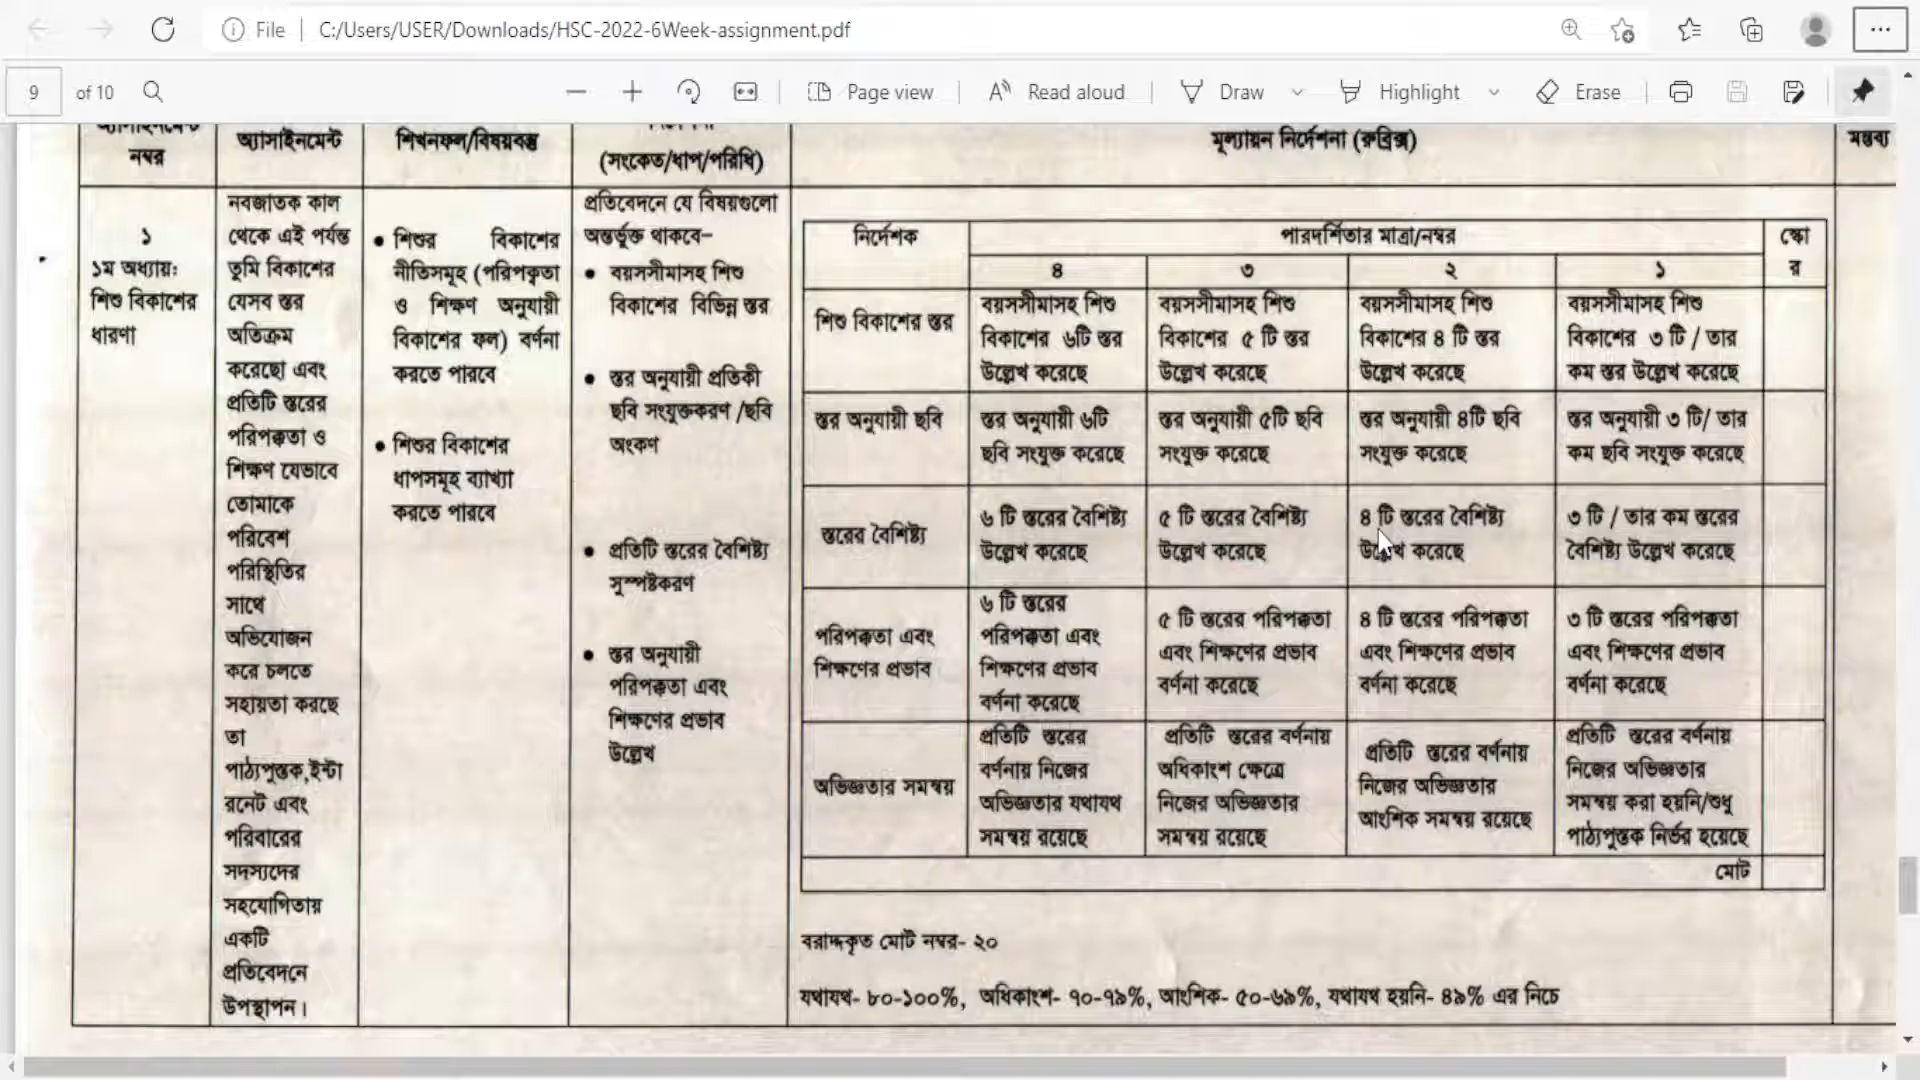 File C:/Users/USER/Downloads/HSC-2022-6Week-assignment.pdf
9 of 10 Page view Read aloud Draw Highlight Erase
নম্বর
অ্যাসাইনমেন্ট
শিখনফল/বিষয়বস্তু
(সংকেত/ধাপ/পরিধি)
মূল্যায়ন নির্দেশনা (রুব্রিক্স)
মন্তব্য
১
১ম অধ্যায়:
শিশু বিকাশের
ধারণা
নবজাতক কাল
থেকে এই পর্যন্ত
তুমি বিকাশের
যেসব স্তর
অতিক্রম
করেছো এবং
প্রতিটি স্তরের
পরিপক্কতা ও
শিক্ষণ যেভাবে
তোমাকে
পরিবেশ
পরিস্থিতির
সাথে
অভিযোজন
করে চলতে
সহায়তা করছে
তা
পাঠ্যপুস্তক,ইন্টা
রনেট এবং
পরিবারের
সদস্যদের
সহযোগিতায়
একটি
প্রতিবেদনে
উপস্থাপন।
• শিশুর বিকাশের
নীতিসমূহ (পরিপক্বতা
ও শিক্ষণ অনুযায়ী
বিকাশের ফল) বর্ণনা
করতে পারবে
• শিশুর বিকাশের
ধাপসমূহ ব্যাখ্যা
করতে পারবে
প্রতিবেদনে যে বিষয়গুলো
অন্তর্ভূক্ত থাকবে–
• বয়সসীমাসহ শিশু
বিকাশের বিভিন্ন স্তর
• স্তর অনুযায়ী প্রতিকী
ছবি সংযুক্তকরণ /ছবি
অংকণ
• প্রতিটি স্তরের বৈশিষ্ট্য
সুস্পষ্টকরণ
• স্তর অনুযায়ী
পরিপক্কতা এবং
শিক্ষণের প্রভাব
উল্লেখ
নির্দেশক
পারদর্শিতার মাত্রা/নম্বর
স্কো
র
৪ ৩ ২ ১
শিশু বিকাশের স্তর
বয়সসীমাসহ শিশু
বিকাশের ৬টি স্তর
উল্লেখ করেছে
বয়সসীমাসহ শিশু
বিকাশের ৫ টি স্তর
উল্লেখ করেছে
বয়সসীমাসহ শিশু
বিকাশের ৪ টি স্তর
উল্লেখ করেছে
বয়সসীমাসহ শিশু
বিকাশের ৩ টি / তার
কম স্তর উল্লেখ করেছে
স্তর অনুযায়ী ছবি
স্তর অনুযায়ী ৬টি
ছবি সংযুক্ত করেছে
স্তর অনুযায়ী ৫টি ছবি
সংযুক্ত করেছে
স্তর অনুযায়ী ৪টি ছবি
সংযুক্ত করেছে
স্তর অনুযায়ী ৩ টি/ তার
কম ছবি সংযুক্ত করেছে
স্তরের বৈশিষ্ট্য
৬ টি স্তরের বৈশিষ্ট্য
উল্লেখ করেছে
৫ টি স্তরের বৈশিষ্ট্য
উল্লেখ করেছে
৪ টি স্তরের বৈশিষ্ট্য
উল্লেখ করেছে
৩ টি / তার কম স্তরের
বৈশিষ্ট্য উল্লেখ করেছে
পরিপক্কতা এবং
শিক্ষণের প্রভাব
৬ টি স্তরের
পরিপক্কতা এবং
শিক্ষণের প্রভাব
বর্ণনা করেছে
৫ টি স্তরের পরিপক্কতা
এবং শিক্ষণের প্রভাব
বর্ণনা করেছে
৪ টি স্তরের পরিপক্কতা
এবং শিক্ষণের প্রভাব
বর্ণনা করেছে
৩ টি স্তরের পরিপক্কতা
এবং শিক্ষণের প্রভাব
বর্ণনা করেছে
অভিজ্ঞতার সমন্বয়
প্রতিটি স্তরের
বর্ণনায় নিজের
অভিজ্ঞতার যথাযথ
সমন্বয় রয়েছে
প্রতিটি স্তরের বর্ণনায়
অধিকাংশ ক্ষেত্রে
নিজের অভিজ্ঞতার
সমন্বয় রয়েছে
প্রতিটি স্তরের বর্ণনায়
নিজের অভিজ্ঞতার
আংশিক সমন্বয় রয়েছে
প্রতিটি স্তরের বর্ণনায়
নিজের অভিজ্ঞতার
সমন্বয় করা হয়নি/শুধু
পাঠ্যপুস্তক নির্ভর হয়েছে
মোট
বরাদ্দকৃত মোট নম্বর- ২০
যথাযথ- ৮০-১০০%, অধিকাংশ- ৭০-৭৯%, আংশিক- ৫০-৬৯%, যথাযথ হয়নি- ৪৯% এর নিচে